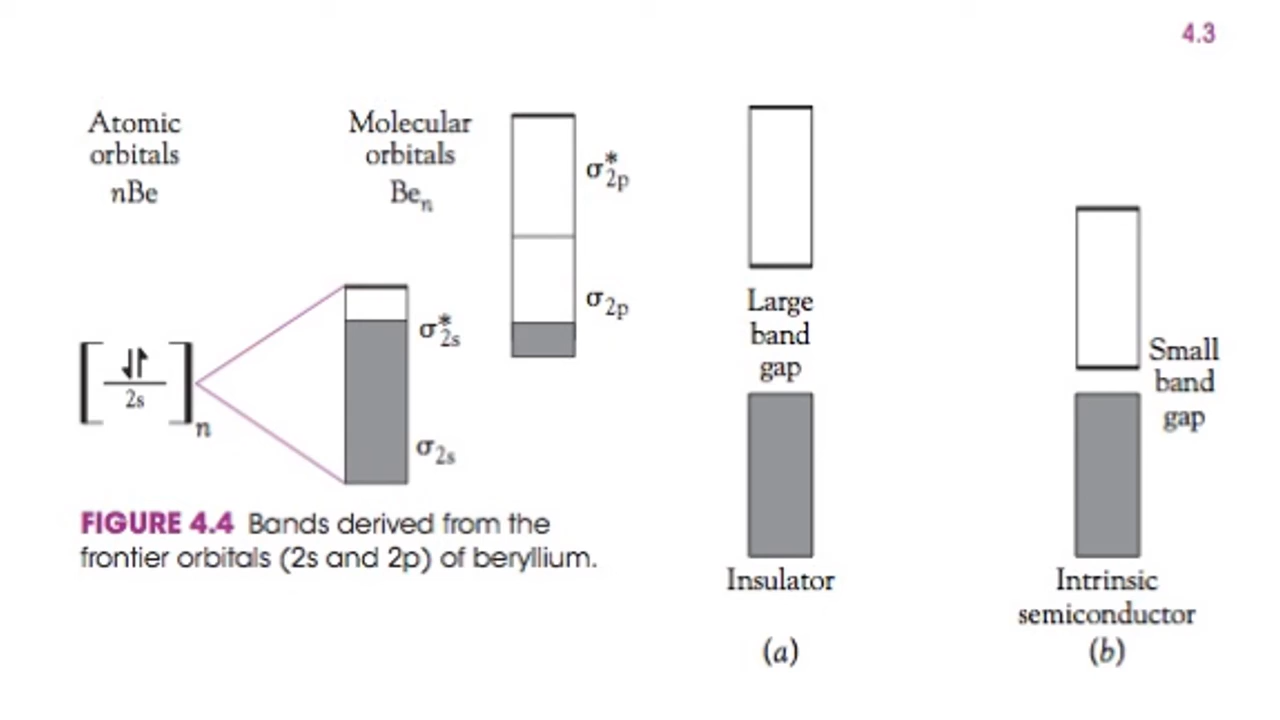 4.3
Atomic
orbitals
nBe
Molecular
orbitals
Beₙ
σ*2p
σ2p
σ*2s
σ2s
[⇃↾
2s]n
FIGURE 4.4 Bands derived from the
frontier orbitals (2s and 2p) of beryllium.
Large
band
gap
Insulator
(a)
Small
band
gap
Intrinsic
semiconductor
(b)